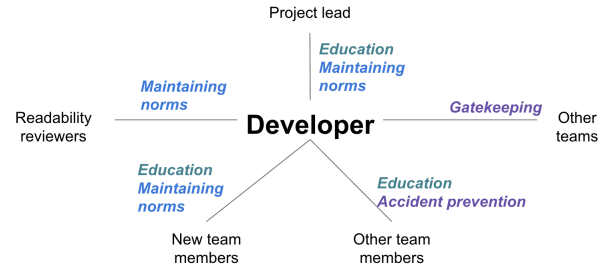 Project lead
Education
Maintaining
norms
Maintaining
norms
Gatekeeping
Readability
reviewers
Developer
Other
teams
Education
Maintaining
norms
Education
Accident prevention
New team
members
Other team
members